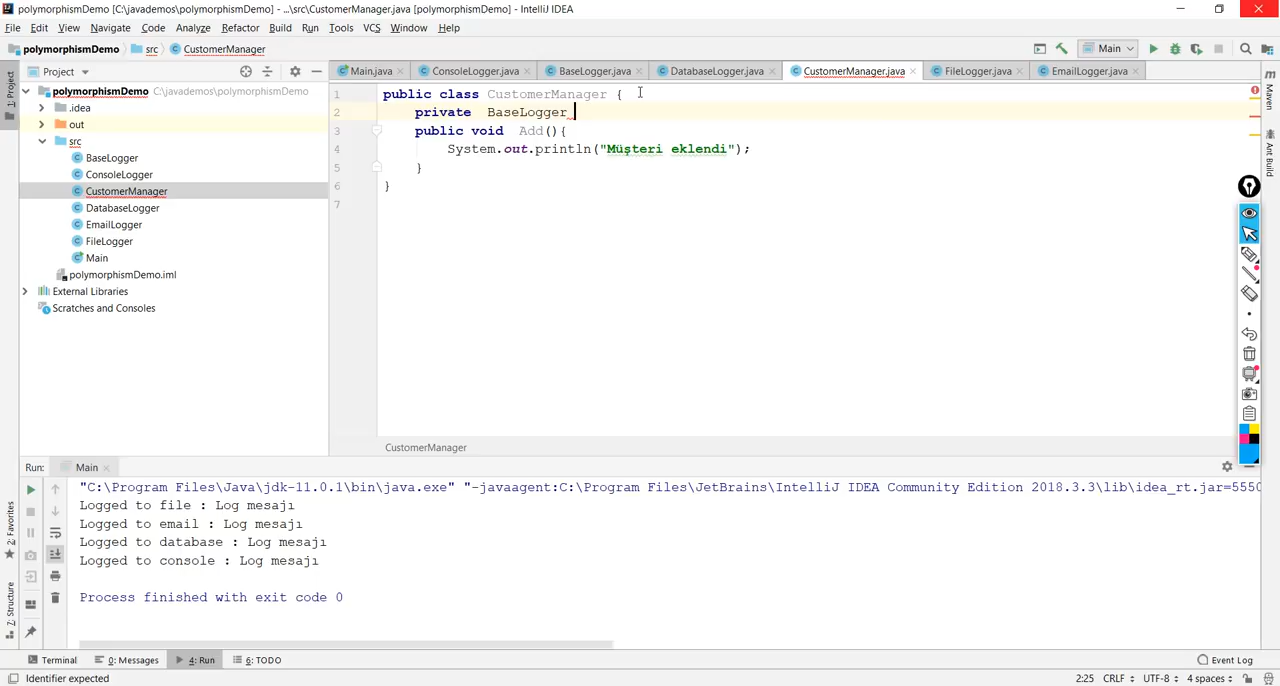 polymorphismDemo [C:\javademos\polymorphismDemo] - ...\src\CustomerManager.java [polymorphismDemo] - IntelliJ IDEA
File Edit View Navigate Code Analyze Refactor Build Run Tools VCS Window Help
polymorphismDemo src CustomerManager Main
1: Project
Project
Main.java ConsoleLogger.java BaseLogger.java DatabaseLogger.java CustomerManager.java FileLogger.java EmailLogger.java
polymorphismDemo C:\javademos\polymorphismDemo
.idea
out
src
BaseLogger
ConsoleLogger
CustomerManager
DatabaseLogger
EmailLogger
FileLogger
Main
polymorphismDemo.iml
External Libraries
Scratches and Consoles
1 public class CustomerManager {
2 private BaseLogger
3 public void Add(){
4 System.out.println("Müşteri eklendi");
5 }
6 }
7
CustomerManager
Maven
Ant Build
Run: Main
"C:\Program Files\Java\jdk-11.0.1\bin\java.exe" "-javaagent:C:\Program Files\JetBrains\IntelliJ IDEA Community Edition 2018.3.3\lib\idea_rt.jar=5550
Logged to file : Log mesajı
Logged to email : Log mesajı
Logged to database : Log mesajı
Logged to console : Log mesajı
Process finished with exit code 0
2: Favorites
7: Structure
Terminal 0: Messages 4: Run 6: TODO Event Log
Identifier expected 2:25 CRLF UTF-8 4 spaces